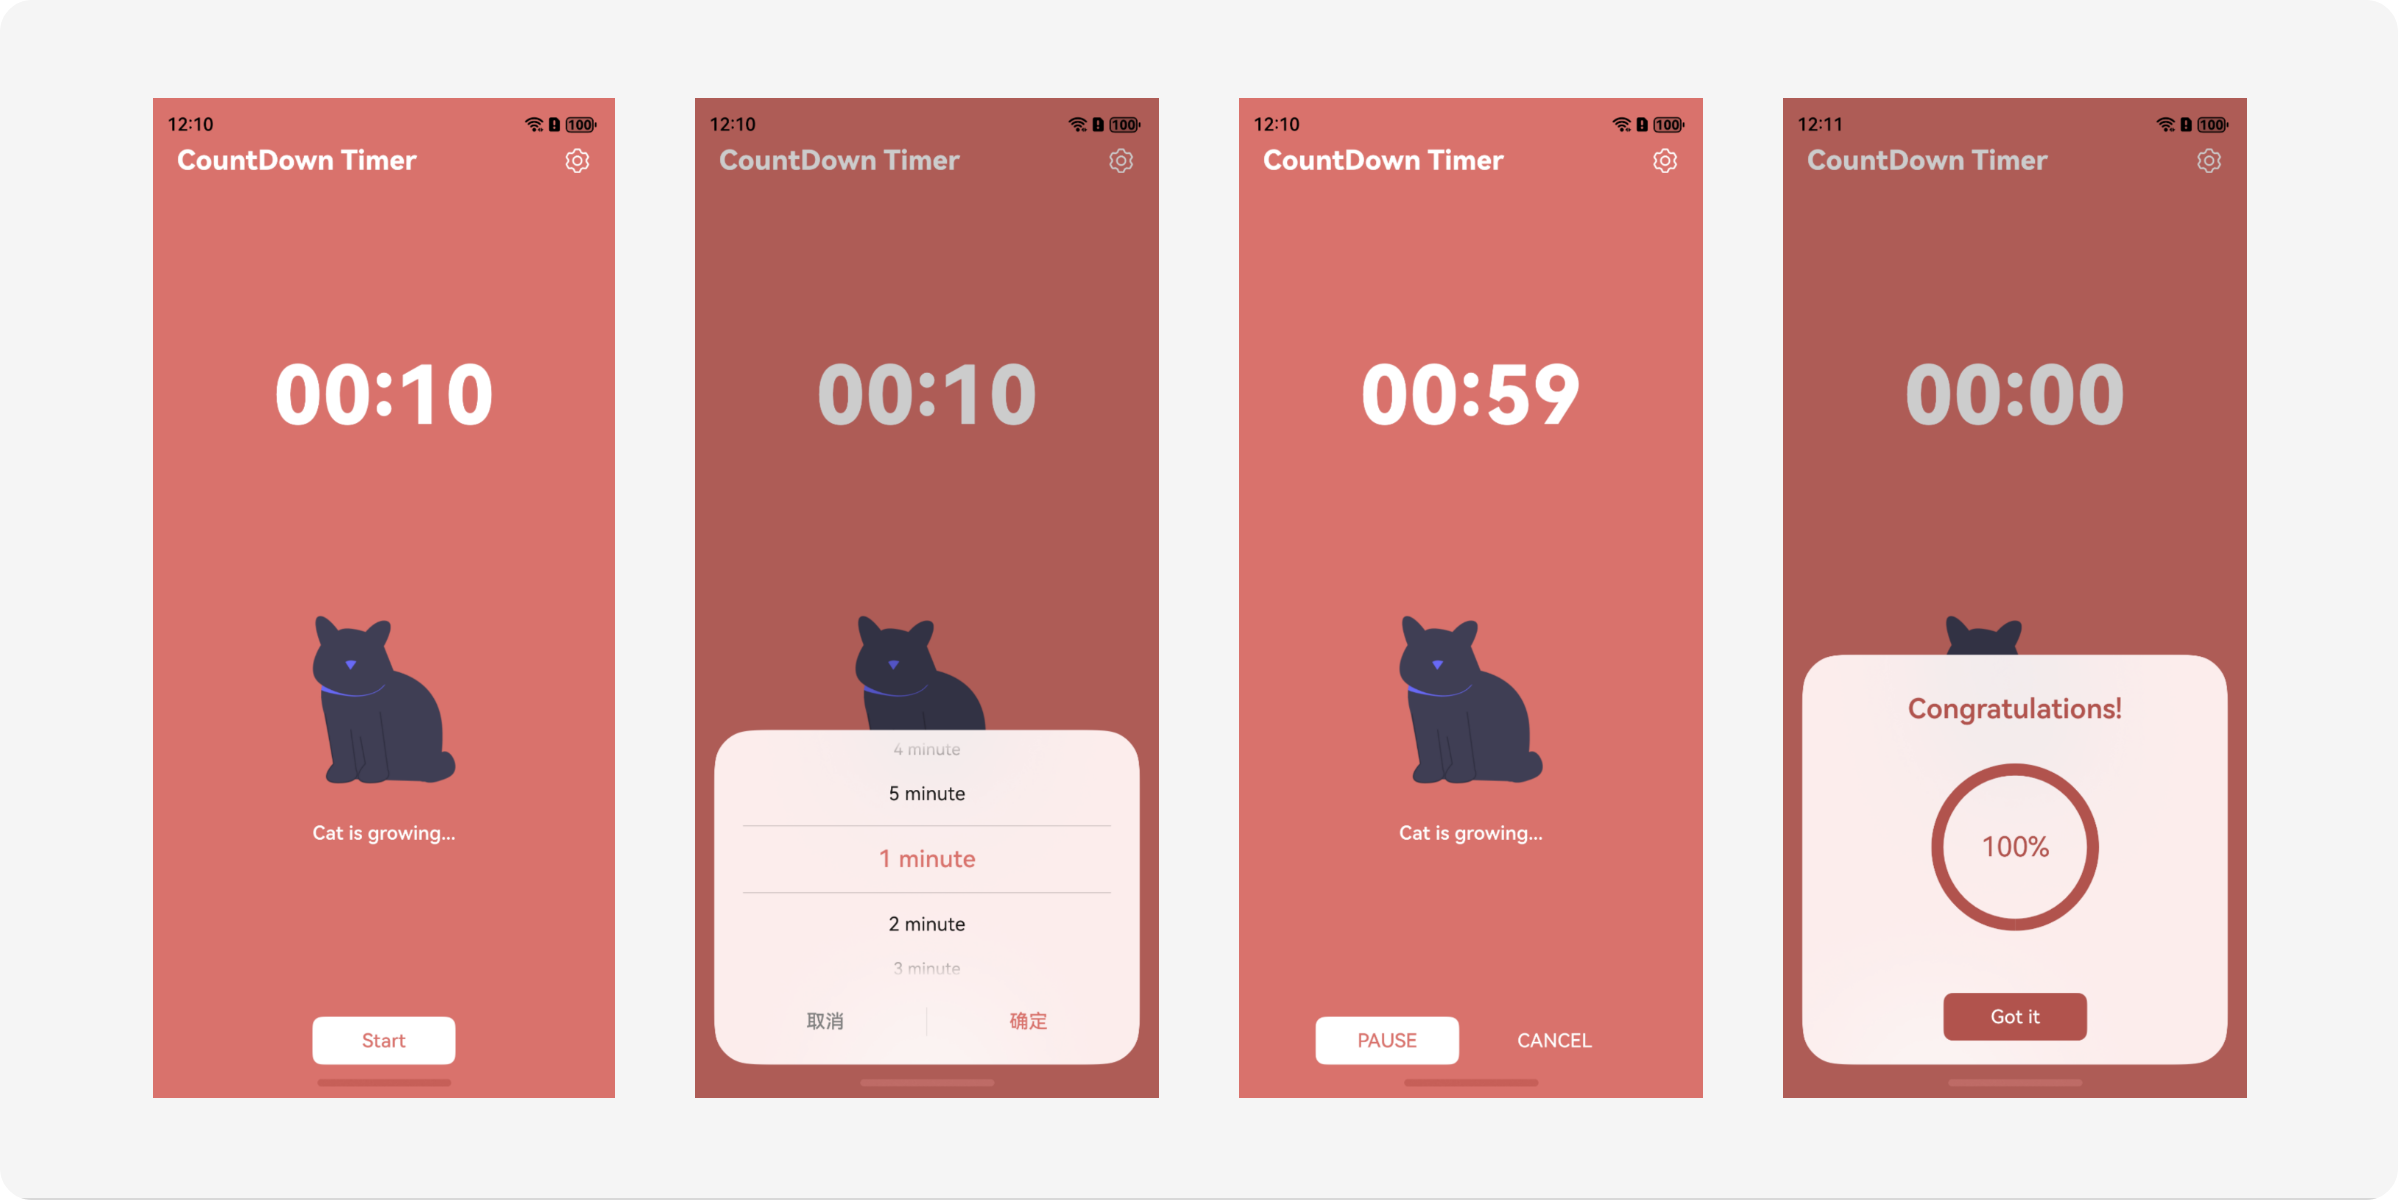 12:10
100
CountDown Timer
00:10
Cat is growing...
Start
12:10
100
CountDown Timer
00:10
4 minute
5 minute
1 minute
2 minute
3 minute
取消 确定
12:10
100
CountDown Timer
00:59
Cat is growing...
PAUSE CANCEL
12:11
100
CountDown Timer
00:00
Congratulations!
100%
Got it